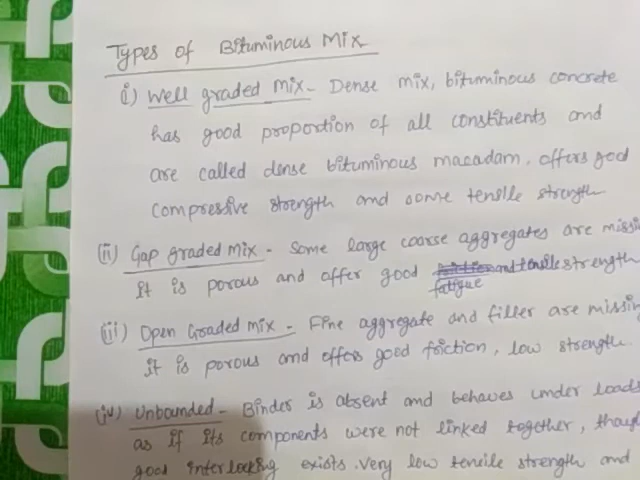 Types of Bituminous Mix
i) Well graded mix - Dense mix, bituminous concrete
has good proportion of all constituents and
are called dense bituminous macadam, offers good
compressive strength and some tensile strength
(ii) Gap graded mix - Some large coarse aggregates are missi
it is porous and offer good fatigue strength
(iii) Open Graded mix - Fine aggregate and filler are missing
it is porous and offers good friction, low strength.
(iv) Unbounded - Binder is absent and behaves under loads
as if its components were not linked together, though
good interlocking exists. Very low tensile strength and